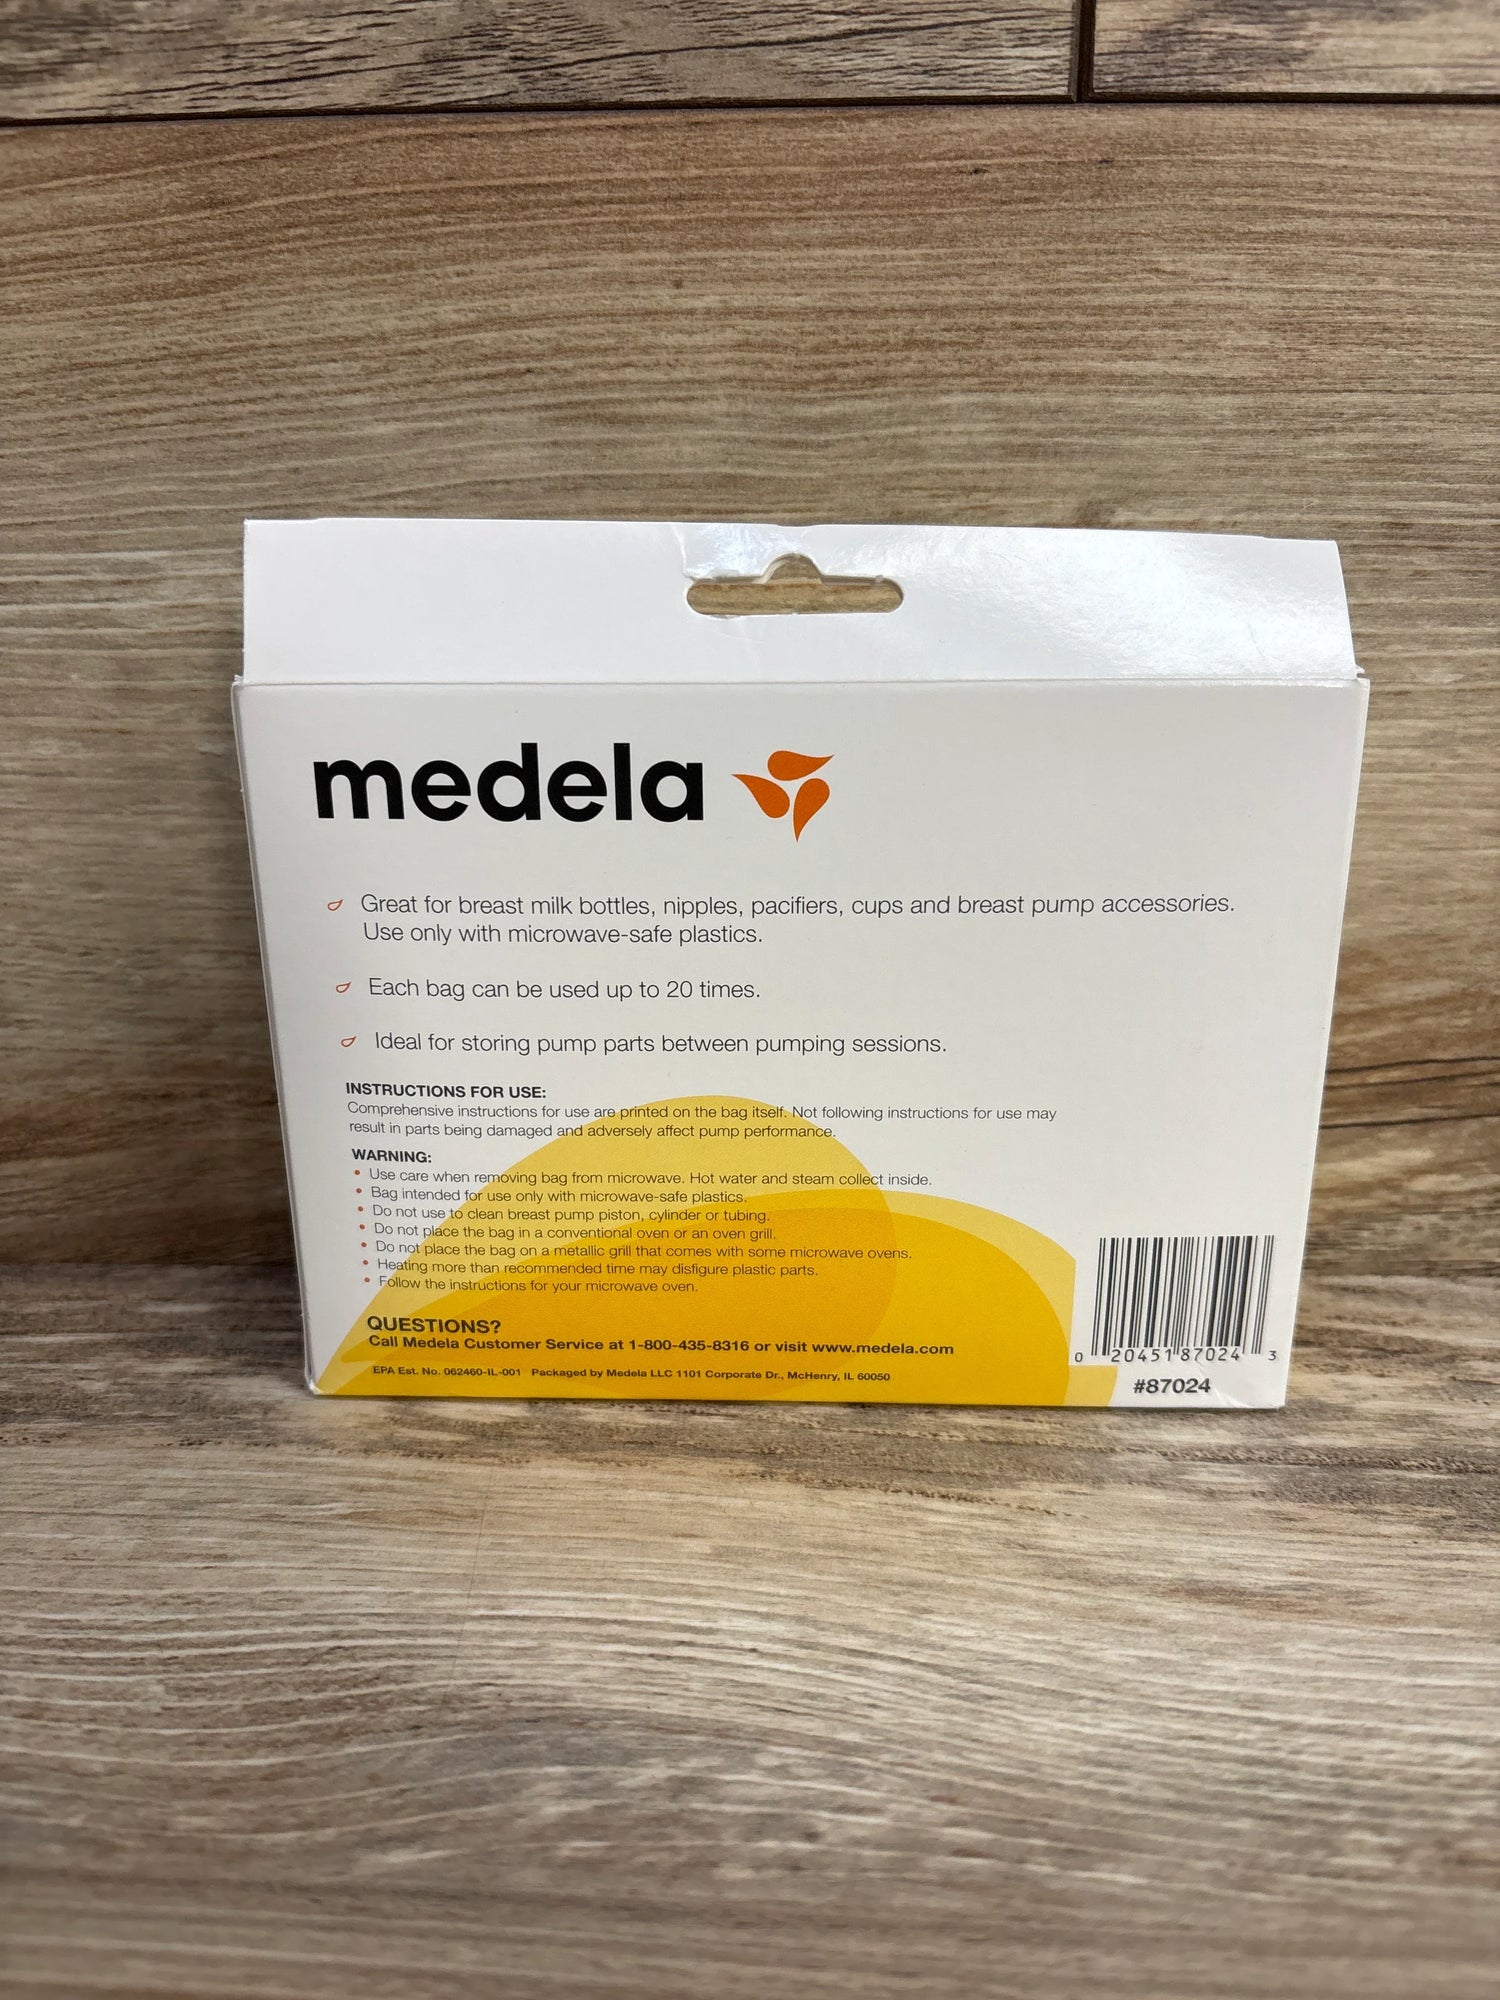 medela
Great for breast milk bottles, nipples, pacifiers, cups and breast pump accessories.
Use only with microwave-safe plastics.
Each bag can be used up to 20 times.
Ideal for storing pump parts between pumping sessions.
INSTRUCTIONS FOR USE:
Comprehensive instructions for use are printed on the bag itself. Not following instructions for use may
result in parts being damaged and adversely affect pump performance.
WARNING:
• Use care when removing bag from microwave. Hot water and steam collect inside.
• Bag intended for use only with microwave-safe plastics.
• Do not use to clean breast pump piston, cylinder or tubing.
• Do not place the bag in a conventional oven or an oven grill.
• Do not place the bag on a metallic grill that comes with some microwave ovens.
• Heating more than recommended time may disfigure plastic parts.
• Follow the instructions for your microwave oven.
QUESTIONS?
Call Medela Customer Service at 1-800-435-8316 or visit www.medela.com
EPA Est. No. 062460-IL-001 Packaged by Medela LLC 1101 Corporate Dr., McHenry, IL 60050
0 20451 87024 3
#87024